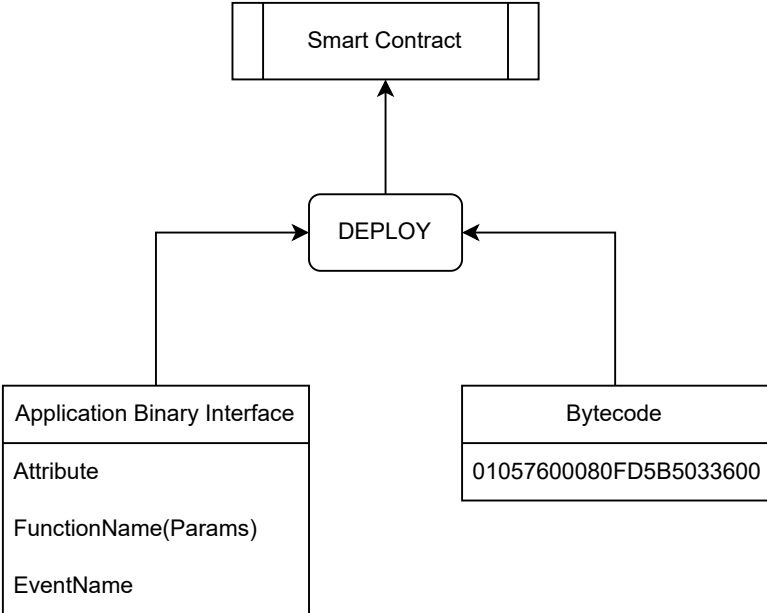 Smart Contract
DEPLOY
Application Binary Interface
Attribute
FunctionName(Params)
EventName
Bytecode
01057600080FD5B5033600